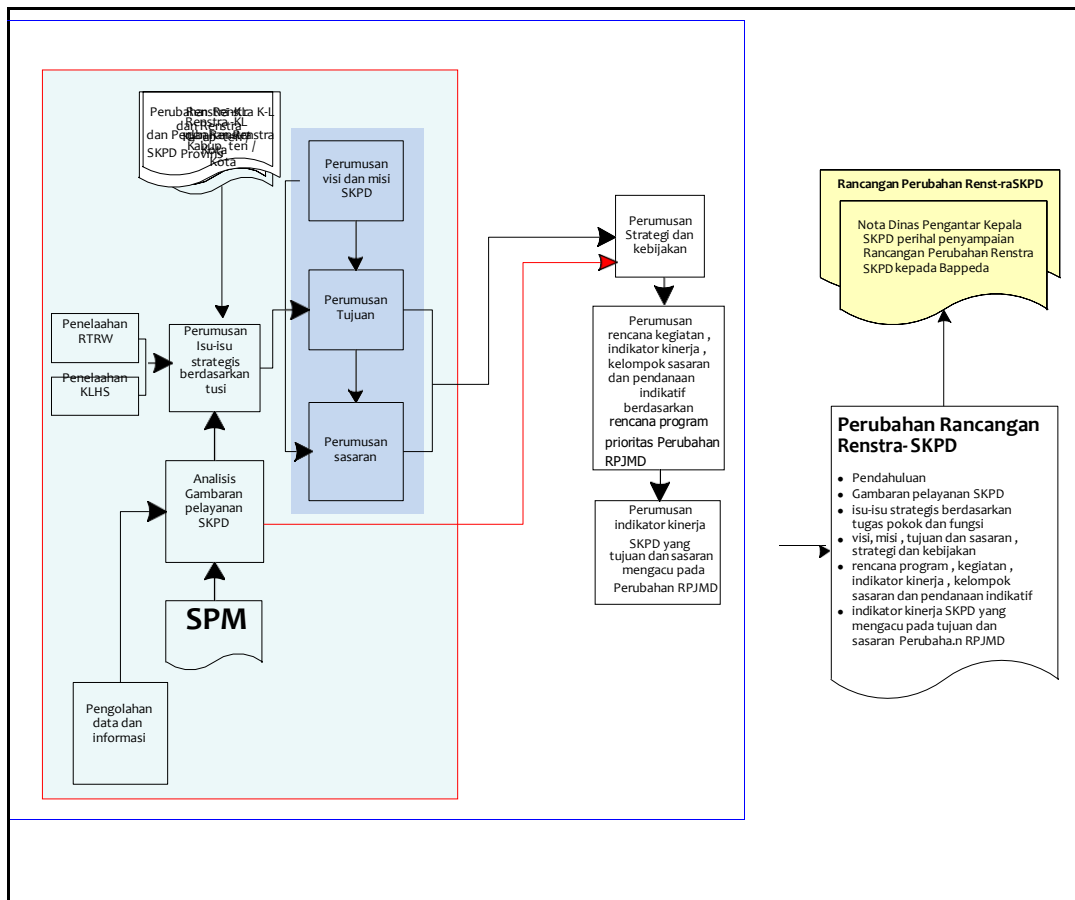 Perumusan
visi dan misi
SKPD
Perumusan
Tujuan
Perumusan
sasaran
Penelaahan
RTRW
Penelaahan
KLHS
Perumusan
Isu-isu
strategis
berdasarkan
tusi
Analisis
Gambaran
pelayanan
SKPD
SPM
Pengolahan
data dan
informasi
Perumusan
Strategi dan
kebijakan
Perumusan
rencana kegiatan ,
indikator kinerja ,
kelompok sasaran
dan pendanaan
indikatif
berdasarkan
rencana program
prioritas Perubahan
RPJMD
Perumusan
indikator kinerja
SKPD yang
tujuan dan sasaran
mengacu pada
Perubahan RPJMD
Rancangan Perubahan Renst-raSKPD
Nota Dinas Pengantar Kepala
SKPD perihal penyampaian
Rancangan Perubahan Renstra
SKPD kepada Bappeda
Perubahan Rancangan
Renstra- SKPD
• Pendahuluan
• Gambaran pelayanan SKPD
• isu-isu strategis berdasarkan
tugas pokok dan fungsi
• visi, misi , tujuan dan sasaran ,
strategi dan kebijakan
• rencana program , kegiatan ,
indikator kinerja , kelompok
sasaran dan pendanaan indikatif
• indikator kinerja SKPD yang
mengacu pada tujuan dan
sasaran Perubaha.n RPJMD